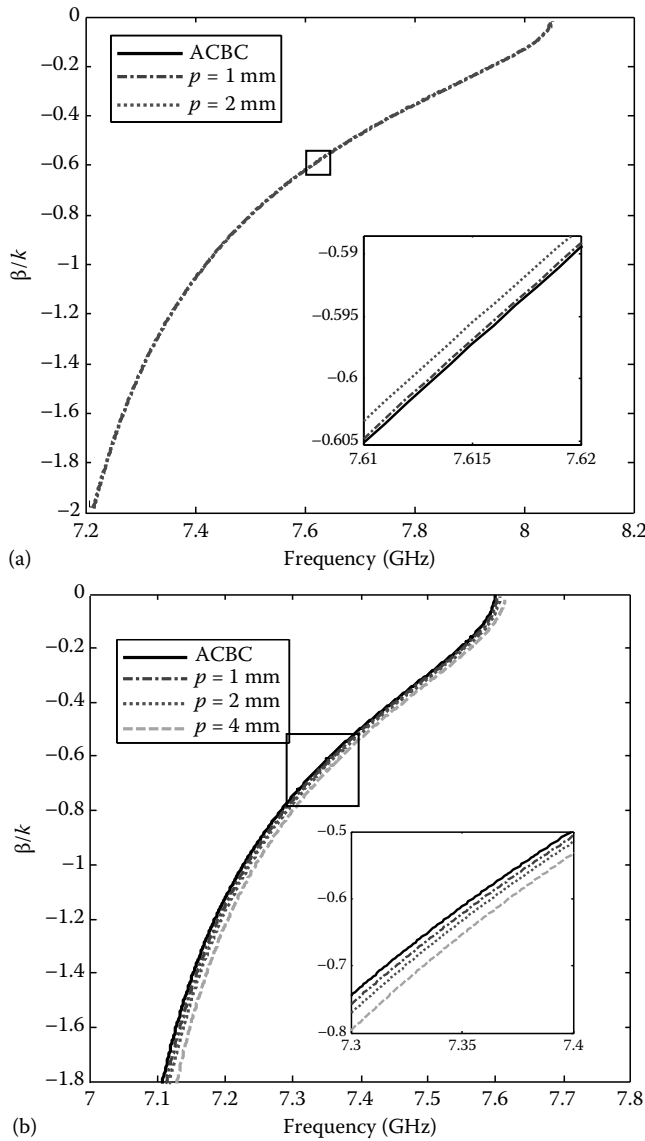 0
−0.2
−0.4
−0.6
−0.8
−1
−1.2
−1.4
−1.6
−1.8
−2
β/k
ACBC
p = 1 mm
p = 2 mm
−0.59
−0.595
−0.6
−0.605
7.61 7.615 7.62
7.2 7.4 7.6 7.8 8 8.2
(a) Frequency (GHz)
0
−0.2
−0.4
−0.6
−0.8
−1
−1.2
−1.4
−1.6
−1.8
β/k
ACBC
p = 1 mm
p = 2 mm
p = 4 mm
−0.5
−0.6
−0.7
−0.8
7.3 7.35 7.4
7 7.1 7.2 7.3 7.4 7.5 7.6 7.7 7.8
(b) Frequency (GHz)